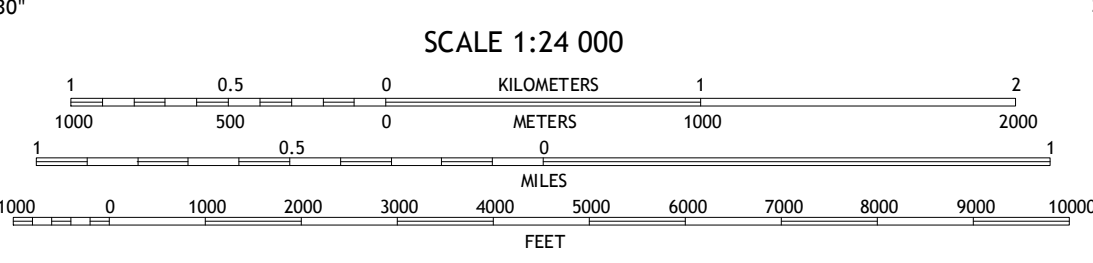 30"
SCALE 1:24 000
1 0.5 0 KILOMETERS 1 2
1000 500 0 METERS 1000 2000
1 0.5 0 1
MILES
1000 0 1000 2000 3000 4000 5000 6000 7000 8000 9000 10000
FEET